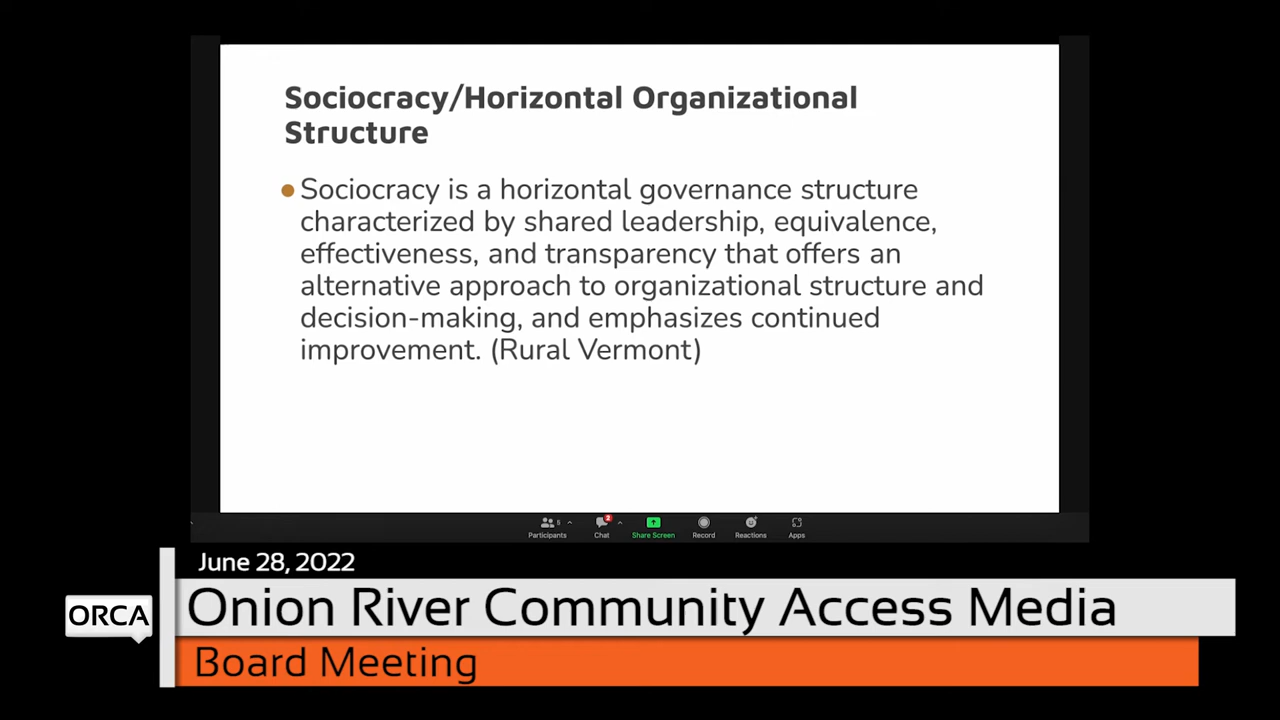 Sociocracy/Horizontal Organizational
Structure
• Sociocracy is a horizontal governance structure
characterized by shared leadership, equivalence,
effectiveness, and transparency that offers an
alternative approach to organizational structure and
decision-making, and emphasizes continued
improvement. (Rural Vermont)
Participants 5
Chat 2
Share Screen
Record
Reactions
Apps
June 28, 2022
ORCA
Onion River Community Access Media
Board Meeting